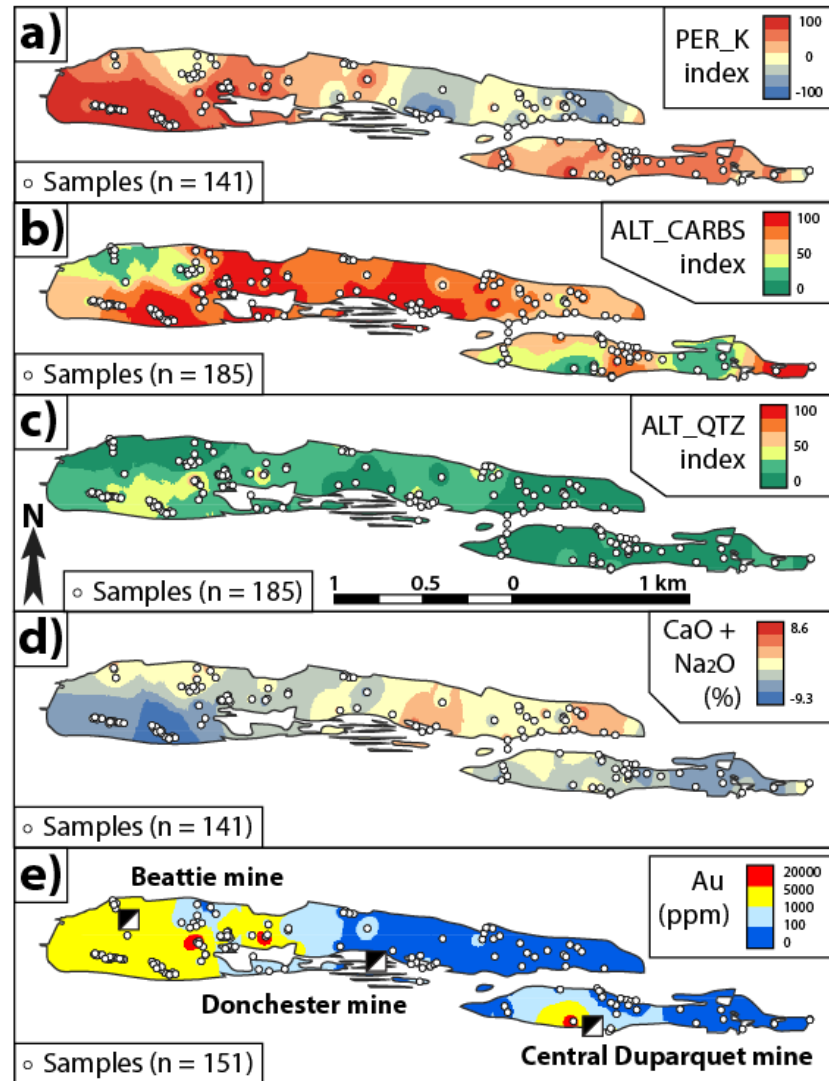 a)
PER_K
index
100
-100
Samples (n = 141)
b)
ALT_CARBS
index
100
50
0
Samples (n = 185)
c)
ALT_QTZ
index
100
50
0
N
Samples (n = 185)
1 0.5 0 1 km
d)
CaO +
Na₂O
(%)
8.6
-9.3
Samples (n = 141)
e)
Beattie mine
Au
(ppm)
20000
5000
1000
100
0
Donchester mine
Central Duparquet mine
Samples (n = 151)